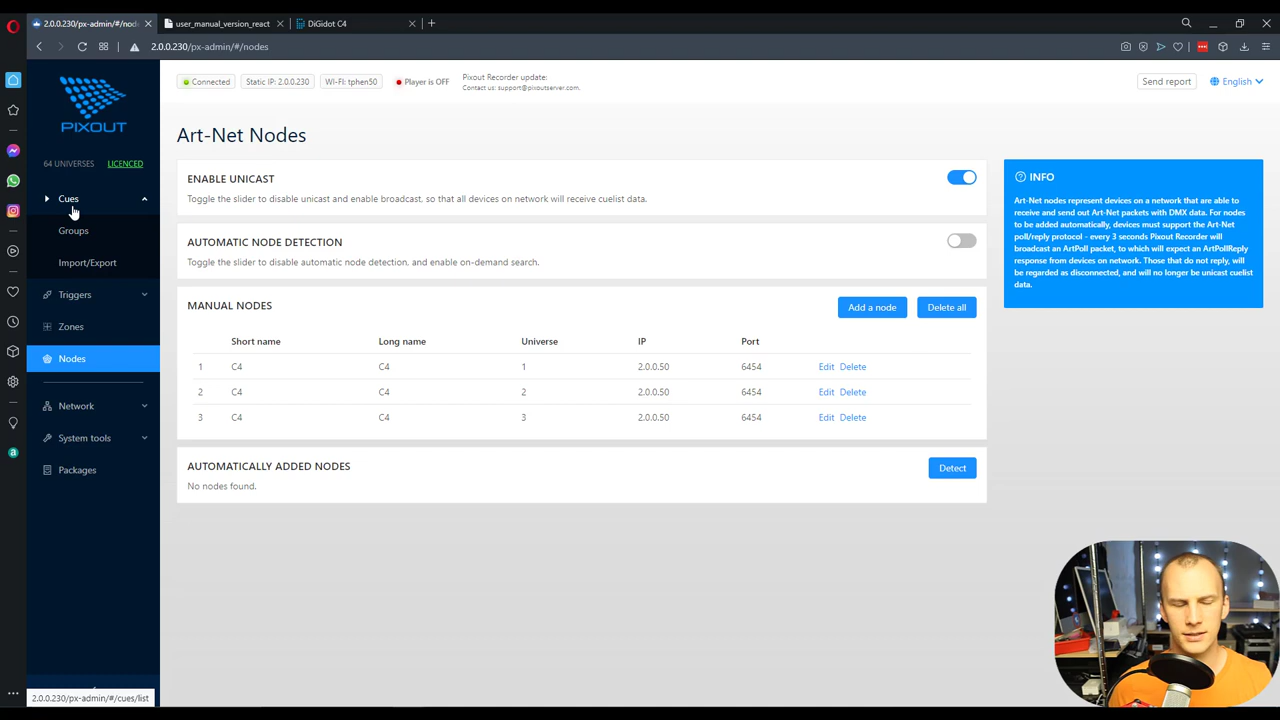 2.0.0.230/px-admin/#/node
user_manual_version_react
DiGidot C4
2.0.0.230/px-admin/#/nodes
PIXOUT
64 UNIVERSES LICENCED
Cues
Groups
Import/Export
Triggers
Zones
Nodes
Network
System tools
Packages
2.0.0.230/px-admin/#/cues/list
Connected
Static IP: 2.0.0.230
WI-FI: tphen50
Player is OFF
Pixout Recorder update:
Contact us: support@pixoutserver.com.
Send report
English
Art-Net Nodes
ENABLE UNICAST
Toggle the slider to disable unicast and enable broadcast, so that all devices on network will receive cuelist data.
AUTOMATIC NODE DETECTION
Toggle the slider to disable automatic node detection, and enable on-demand search.
MANUAL NODES
Add a node
Delete all
Short name Long name Universe IP Port
1 C4 C4 1 2.0.0.50 6454 Edit Delete
2 C4 C4 2 2.0.0.50 6454 Edit Delete
3 C4 C4 3 2.0.0.50 6454 Edit Delete
AUTOMATICALLY ADDED NODES
Detect
No nodes found.
INFO
Art-Net nodes represent devices on a network that are able to
receive and send out Art-Net packets with DMX data. For nodes
to be added automatically, devices must support the Art-Net
poll/reply protocol - every 3 seconds Pixout Recorder will
broadcast an ArtPoll packet, to which will expect an ArtPollReply
response from devices on network. Those that do not reply, will
be regarded as disconnected, and will no longer be unicast cuelist
data.